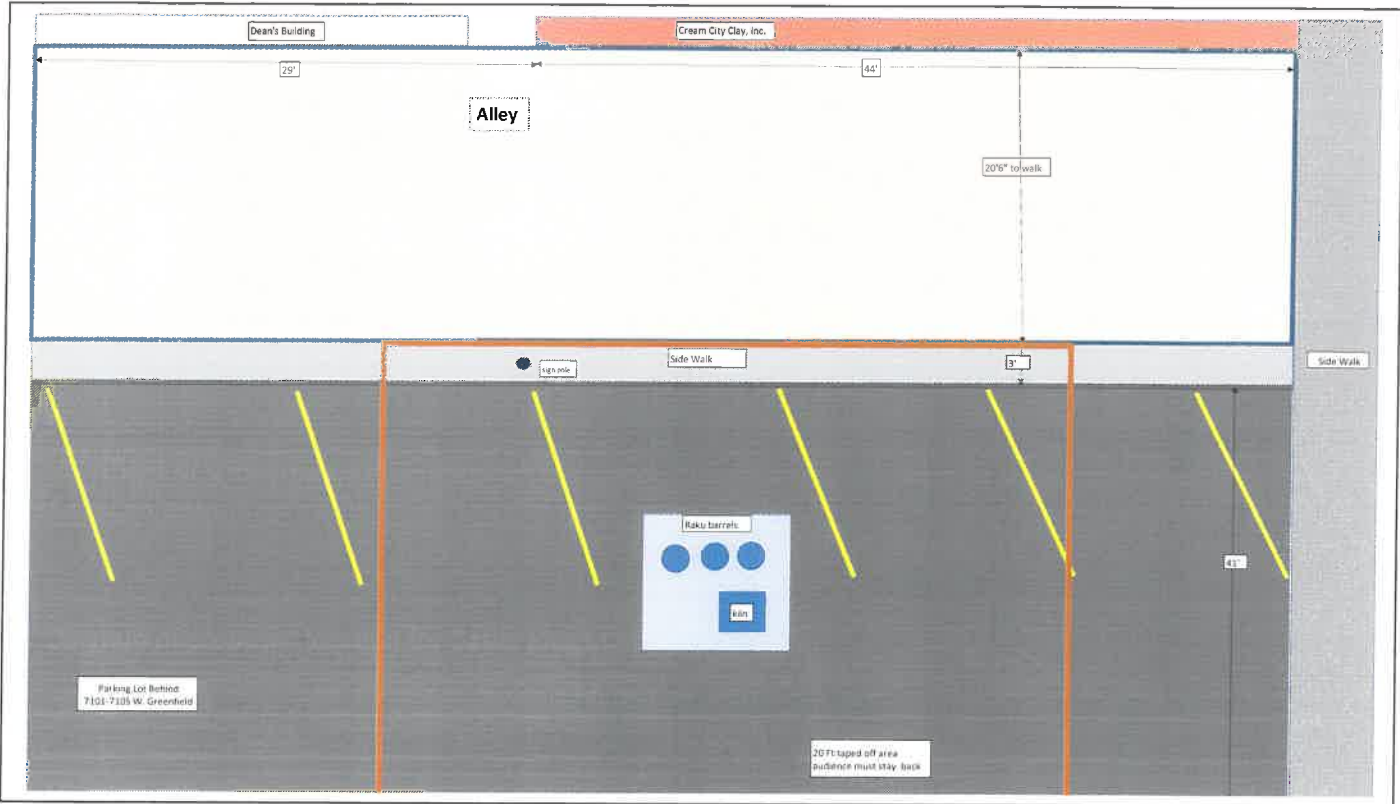 Dean's Building
Cream City Clay, Inc.
29'
44'
Alley
20'6" to walk
Side Walk
3'
sign pole
Side Walk
Raku barrels
41'
kiln
Parking Lot Behind
7101-7105 W. Greenfield
20 Ft taped off area
audience must stay back